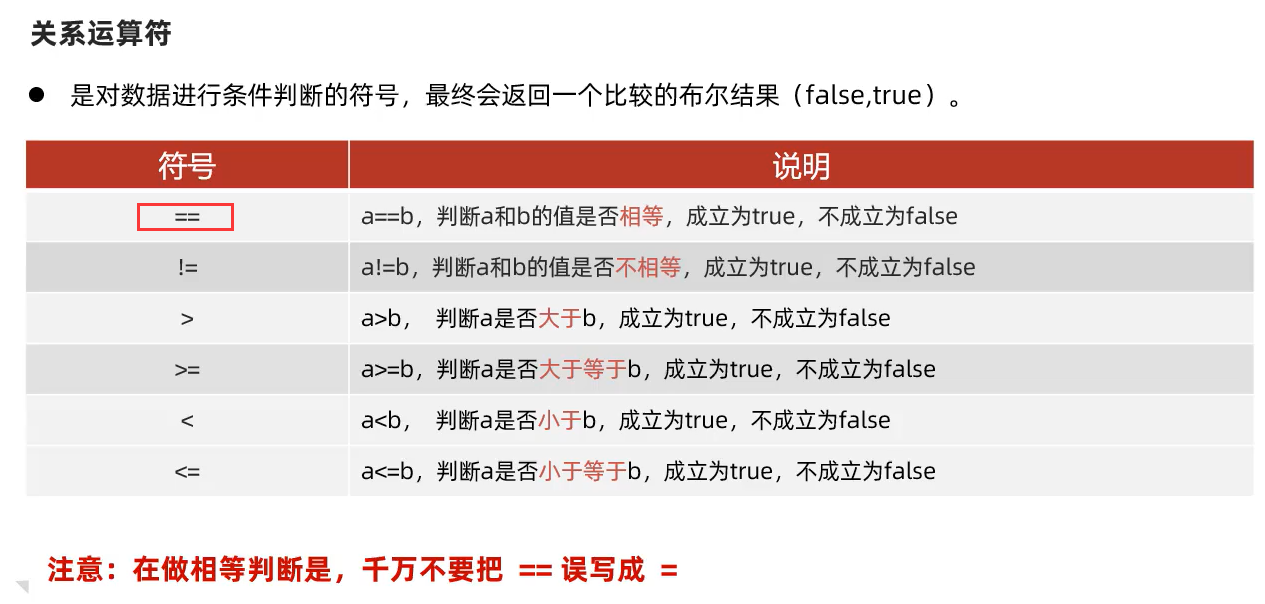 关系运算符
● 是对数据进行条件判断的符号，最终会返回一个比较的布尔结果（false,true）。
符号 说明
== a==b，判断a和b的值是否相等，成立为true，不成立为false
!= a!=b，判断a和b的值是否不相等，成立为true，不成立为false
> a>b， 判断a是否大于b，成立为true，不成立为false
>= a>=b，判断a是否大于等于b，成立为true，不成立为false
< a<b， 判断a是否小于b，成立为true，不成立为false
<= a<=b，判断a是否小于等于b，成立为true，不成立为false
注意：在做相等判断是，千万不要把 == 误写成 =